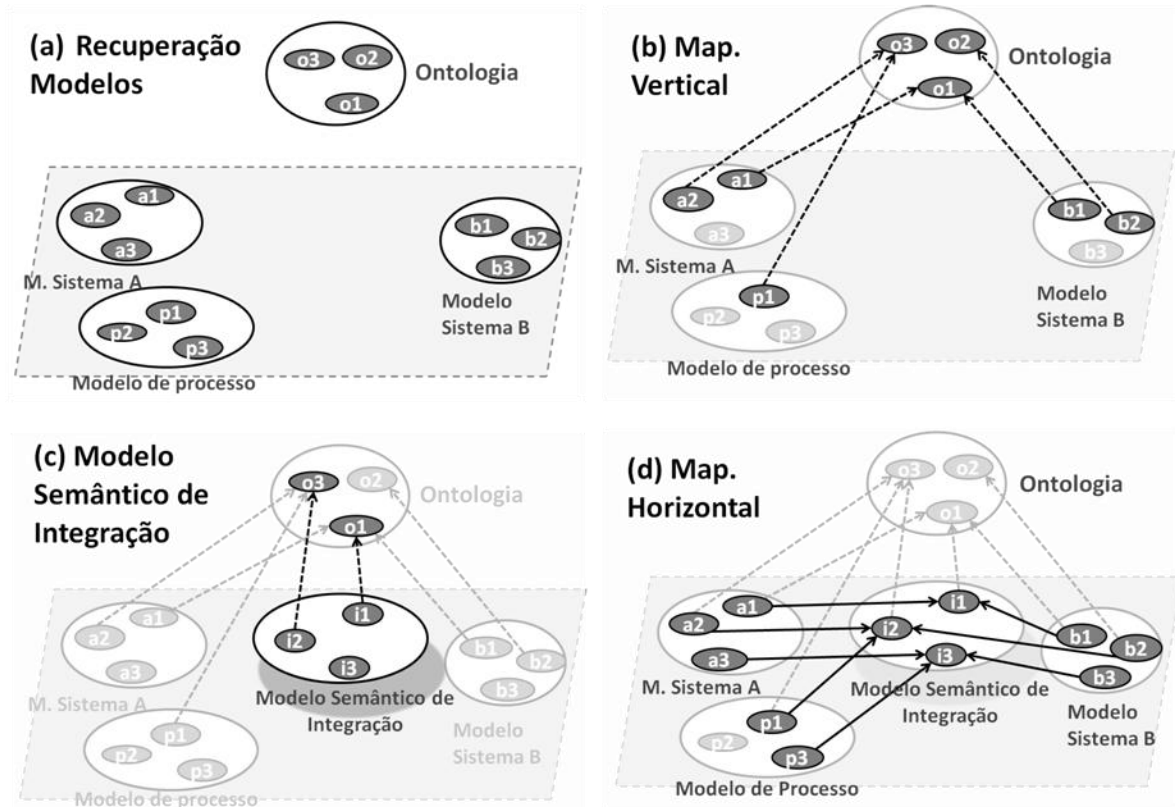 (a) Recuperação
Modelos
o3
o2
Ontologia
o1
a1
a2
a3
M. Sistema A
b1
b2
b3
Modelo
Sistema B
p1
p2
p3
Modelo de processo
(b) Map.
Vertical
o3
o2
Ontologia
o1
a1
a2
a3
M. Sistema A
b1
b2
b3
Modelo
Sistema B
p1
p2
p3
Modelo de processo
(c) Modelo
Semântico de
Integração
o3
o2
Ontologia
o1
a1
a2
a3
M. Sistema A
i1
i2
i3
Modelo Semântico de
Integração
b1
b2
b3
Modelo
Sistema B
p1
p2
p3
Modelo de processo
(d) Map.
Horizontal
o3
o2
Ontologia
o1
a1
a2
a3
M. Sistema A
i1
i2
i3
Modelo Semântico de
Integração
b1
b2
b3
Modelo
Sistema B
p1
p2
p3
Modelo de Processo